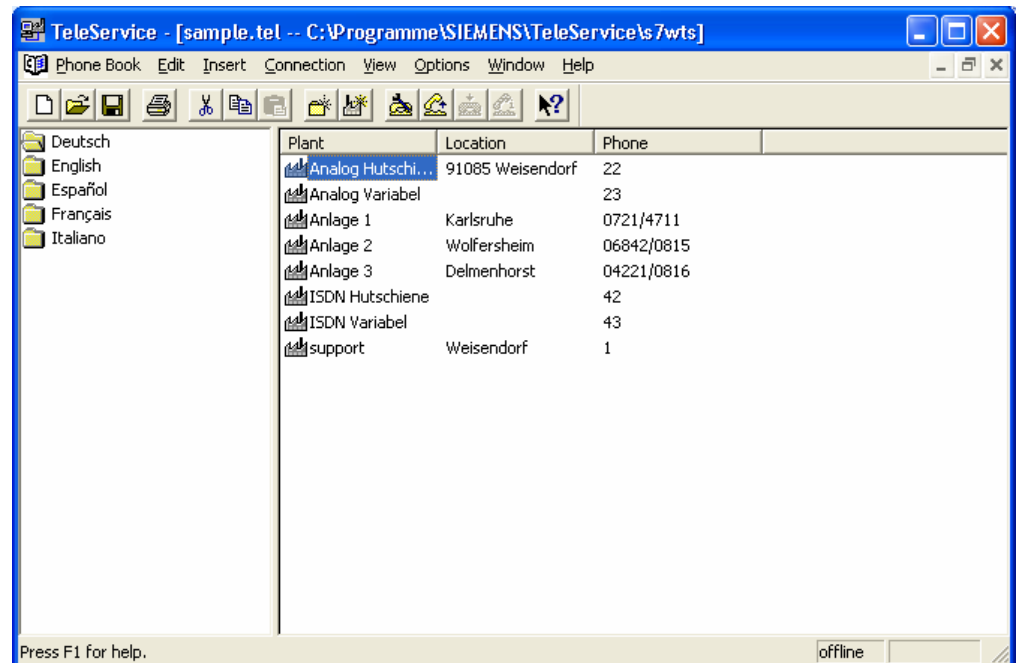 TeleService - [sample.tel -- C:\Programme\SIEMENS\TeleService\s7wts]
Phone Book Edit Insert Connection View Options Window Help
Deutsch
English
Español
Français
Italiano
Plant Location Phone
Analog Hutschi... 91085 Weisendorf 22
Analog Variabel 23
Anlage 1 Karlsruhe 0721/4711
Anlage 2 Wolfersheim 06842/0815
Anlage 3 Delmenhorst 04221/0816
ISDN Hutschiene 42
ISDN Variabel 43
support Weisendorf 1
Press F1 for help. offline